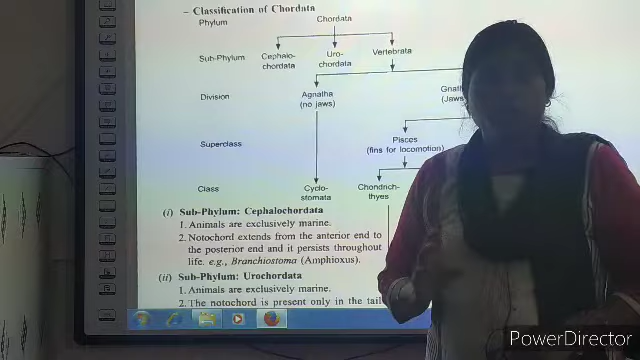 – Classification of Chordata
Phylum Chordata
Sub-Phylum Cephalo-chordata Uro-chordata Vertebrata
Division Agnatha (no jaws) (Jaws
Superclass Pisces (fins for locomotion)
Class Cyclo-stomata Chondrich-thyes
(i) Sub-Phylum: Cephalochordata
1. Animals are exclusively marine.
2. Notochord extends from the anterior end to
the posterior end and it persists throughout
life. e.g., Branchiostoma (Amphioxus).
(ii) Sub-Phylum: Urochordata
1. Animals are exclusively marine.
2. The notochord is present only in the tail
PowerDirector